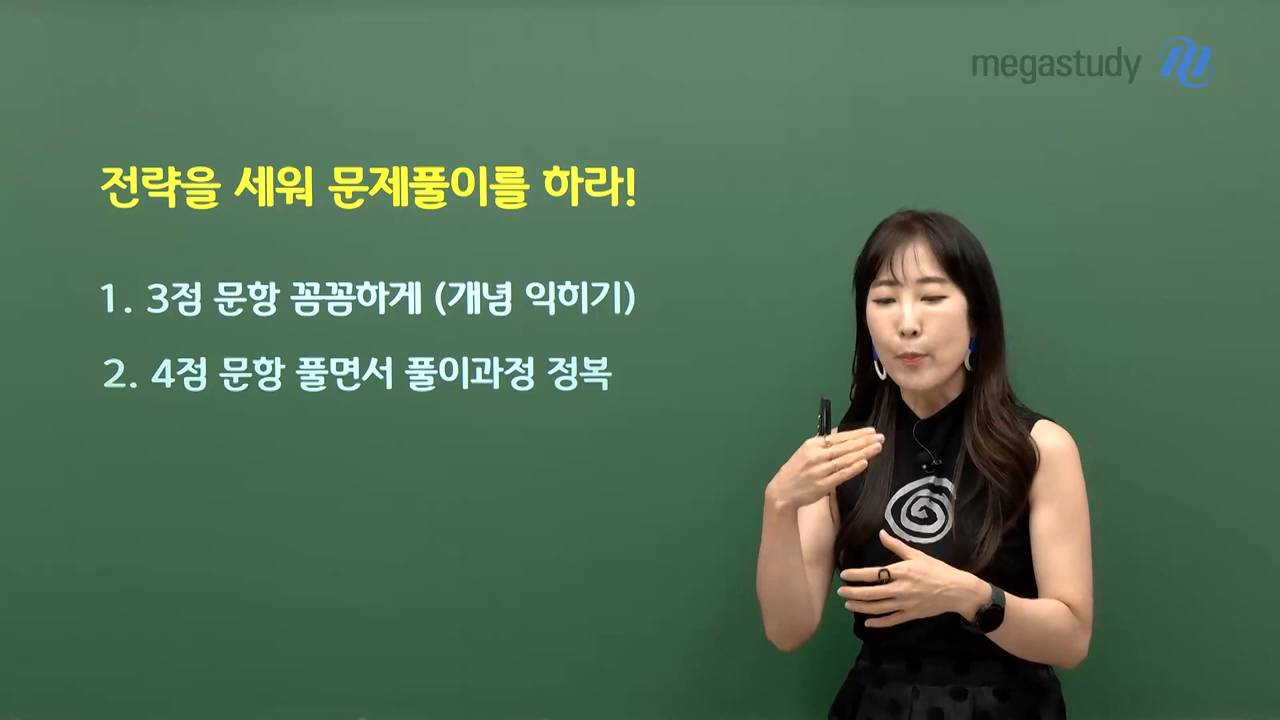 megastudy
전략을 세워 문제풀이를 하라!
1. 3점 문항 꼼꼼하게 (개념 익히기)
2. 4점 문항 풀면서 풀이과정 정복